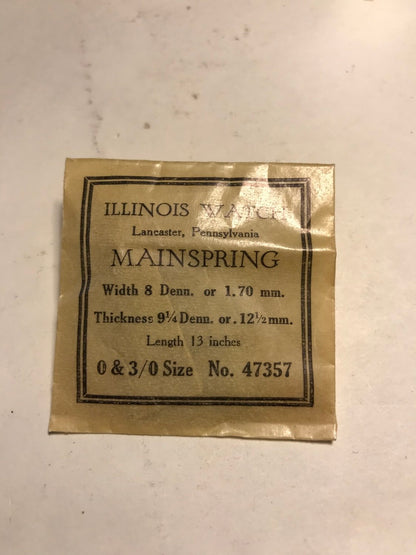 ILLINOIS WATCH
Lancaster, Pennsylvania
MAINSPRING
Width 8 Denn. or 1.70 mm.
Thickness 9¼ Denn. or .12½ mm.
Length 13 inches
0 & 3/0 Size No. 47357